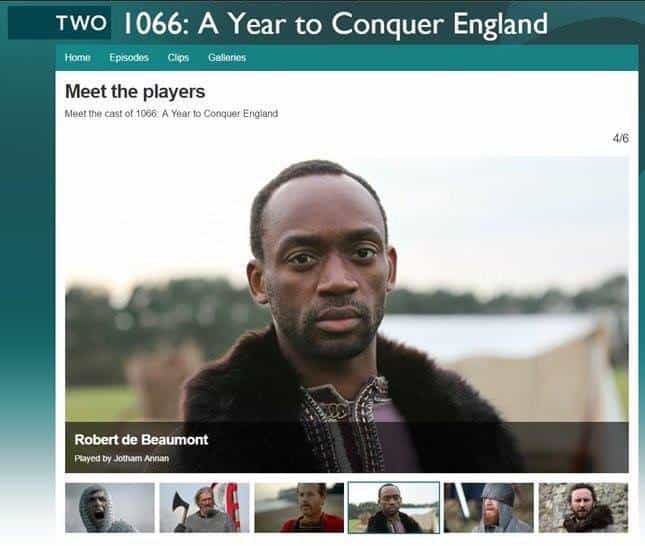 TWO 1066: A Year to Conquer England
Home Episodes Clips Galleries
Meet the players
Meet the cast of 1066: A Year to Conquer England
4/6
Robert de Beaumont
Played by Jotham Annan